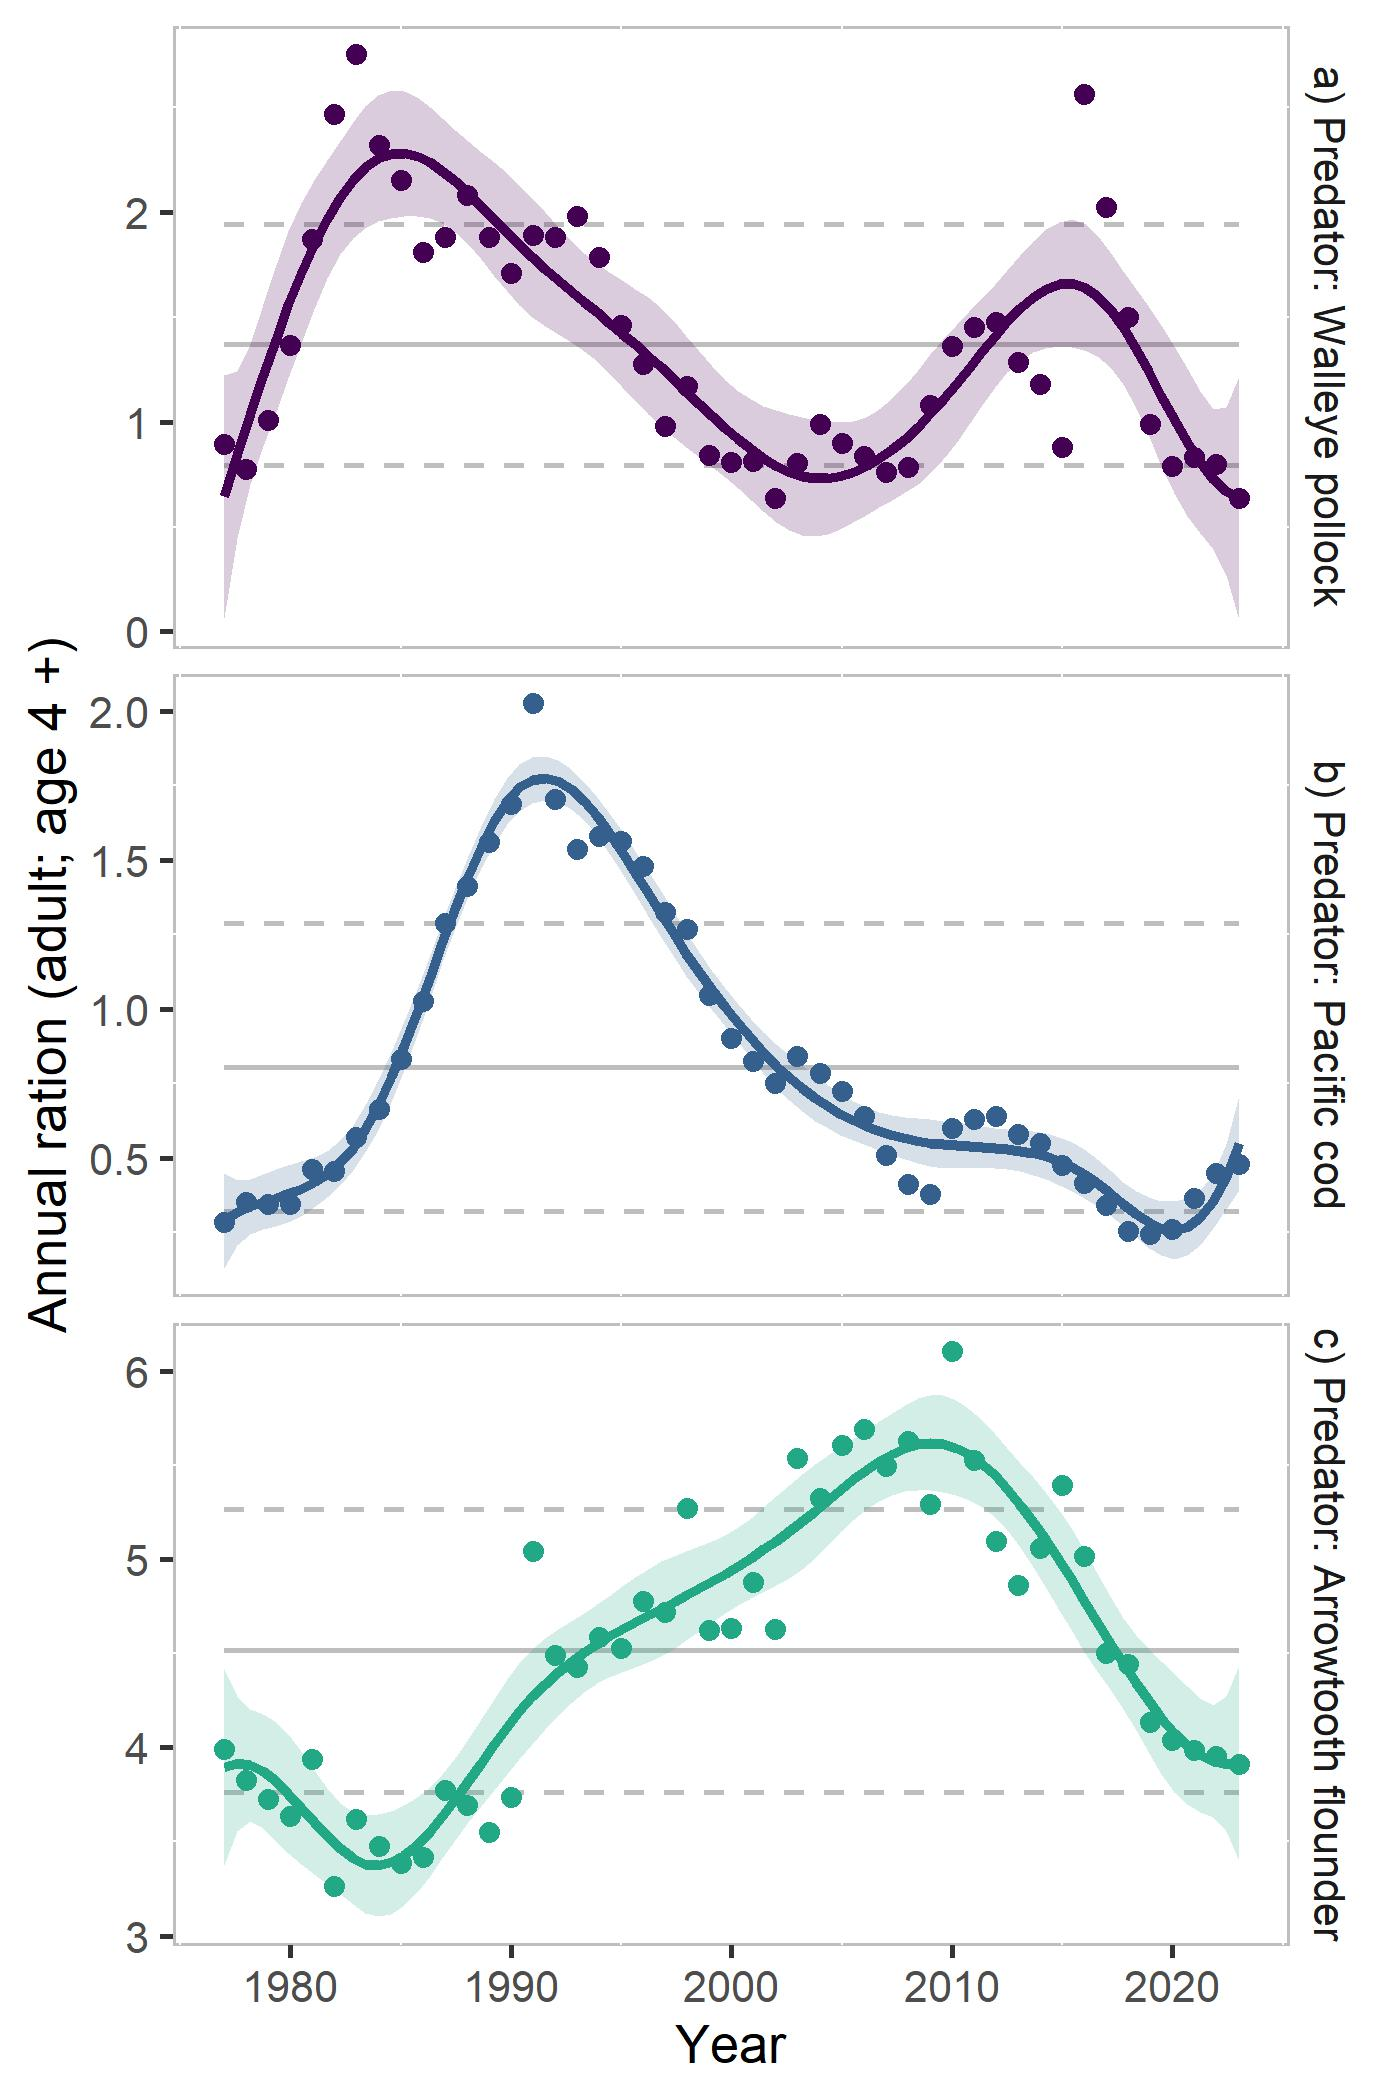 Annual ration (adult; age 4 +)
2
1
0
a) Predator: Walleye pollock
2.0
1.5
1.0
0.5
b) Predator: Pacific cod
6
5
4
3
c) Predator: Arrowtooth flounder
1980 1990 2000 2010 2020
Year